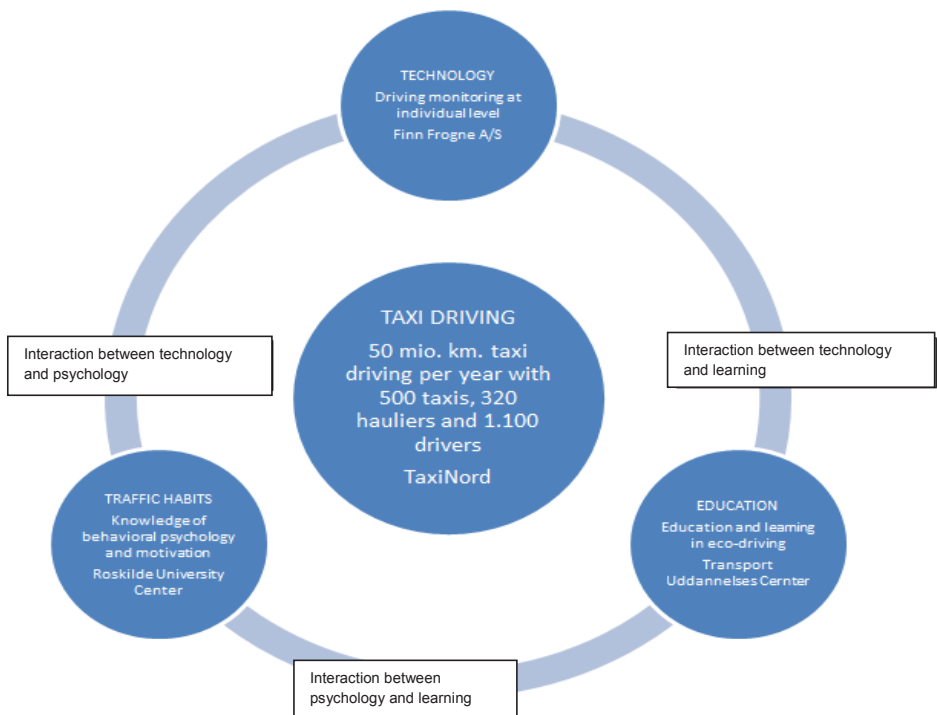 TECHNOLOGY
Driving monitoring at
individual level
Finn Frogne A/S
TAXI DRIVING
50 mio. km. taxi
driving per year with
500 taxis, 320
hauliers and 1.100
drivers
TaxiNord
Interaction between technology
and psychology
Interaction between technology
and learning
TRAFFIC HABITS
Knowledge of
behavioral psychology
and motivation
Roskilde University
Center
EDUCATION
Education and learning
in eco-driving
Transport
Uddannelses Cernter
Interaction between
psychology and learning